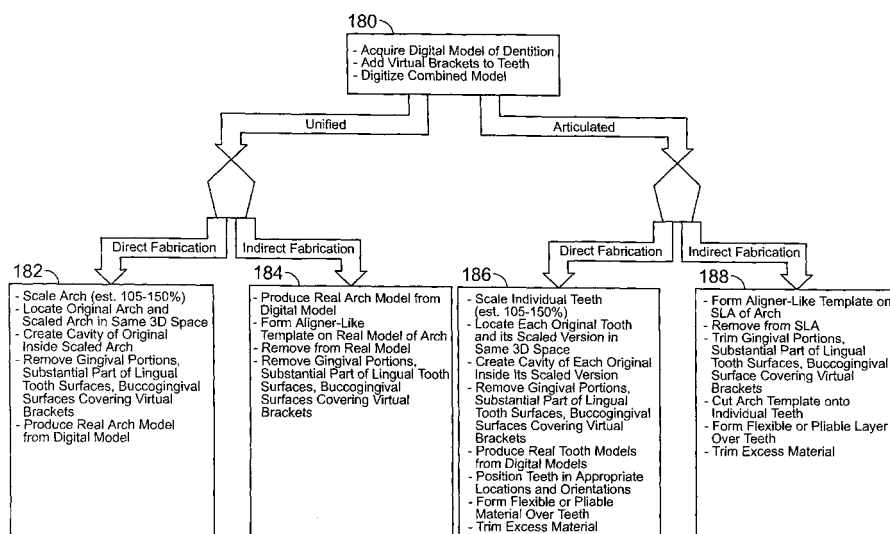 180
- Acquire Digital Model of Dentition
- Add Virtual Brackets to Teeth
- Digitize Combined Model
Unified
Articulated
Direct Fabrication
Indirect Fabrication
Direct Fabrication
Indirect Fabrication
182
- Scale Arch (est. 105-150%)
- Locate Original Arch and
Scaled Arch in Same 3D Space
- Create Cavity of Original
Inside Scaled Arch
- Remove Gingival Portions,
Substantial Part of Lingual
Tooth Surfaces, Buccogingival
Surfaces Covering Virtual
Brackets
- Produce Real Arch Model
from Digital Model
184
- Produce Real Arch Model from
Digital Model
- Form Aligner-Like
Template on Real Model of Arch
- Remove from Real Model
- Remove Gingival Portions,
Substantial Part of Lingual Tooth
Surfaces, Buccogingival
Surfaces Covering Virtual
Brackets
186
- Scale Individual Teeth
(est. 105-150%)
- Locate Each Original Tooth
and its Scaled Version in
Same 3D Space
- Create Cavity of Each Original
Inside Its Scaled Version
- Remove Gingival Portions,
Substantial Part of Lingual
Tooth Surfaces, Buccogingival
Surfaces Covering Virtual
Brackets
- Produce Real Tooth Models
from Digital Models
- Position Teeth in Appropriate
Locations and Orientations
- Form Flexible or Pliable
Material Over Teeth
- Trim Excess Material
188
- Form Aligner-Like Template on
SLA of Arch
- Remove from SLA
- Trim Gingival Portions,
Substantial Part of Lingual
Tooth Surfaces, Buccogingival
Surface Covering Virtual
Brackets
- Cut Arch Template onto
Individual Teeth
- Form Flexible or Pliable Layer
Over Teeth
- Trim Excess Material